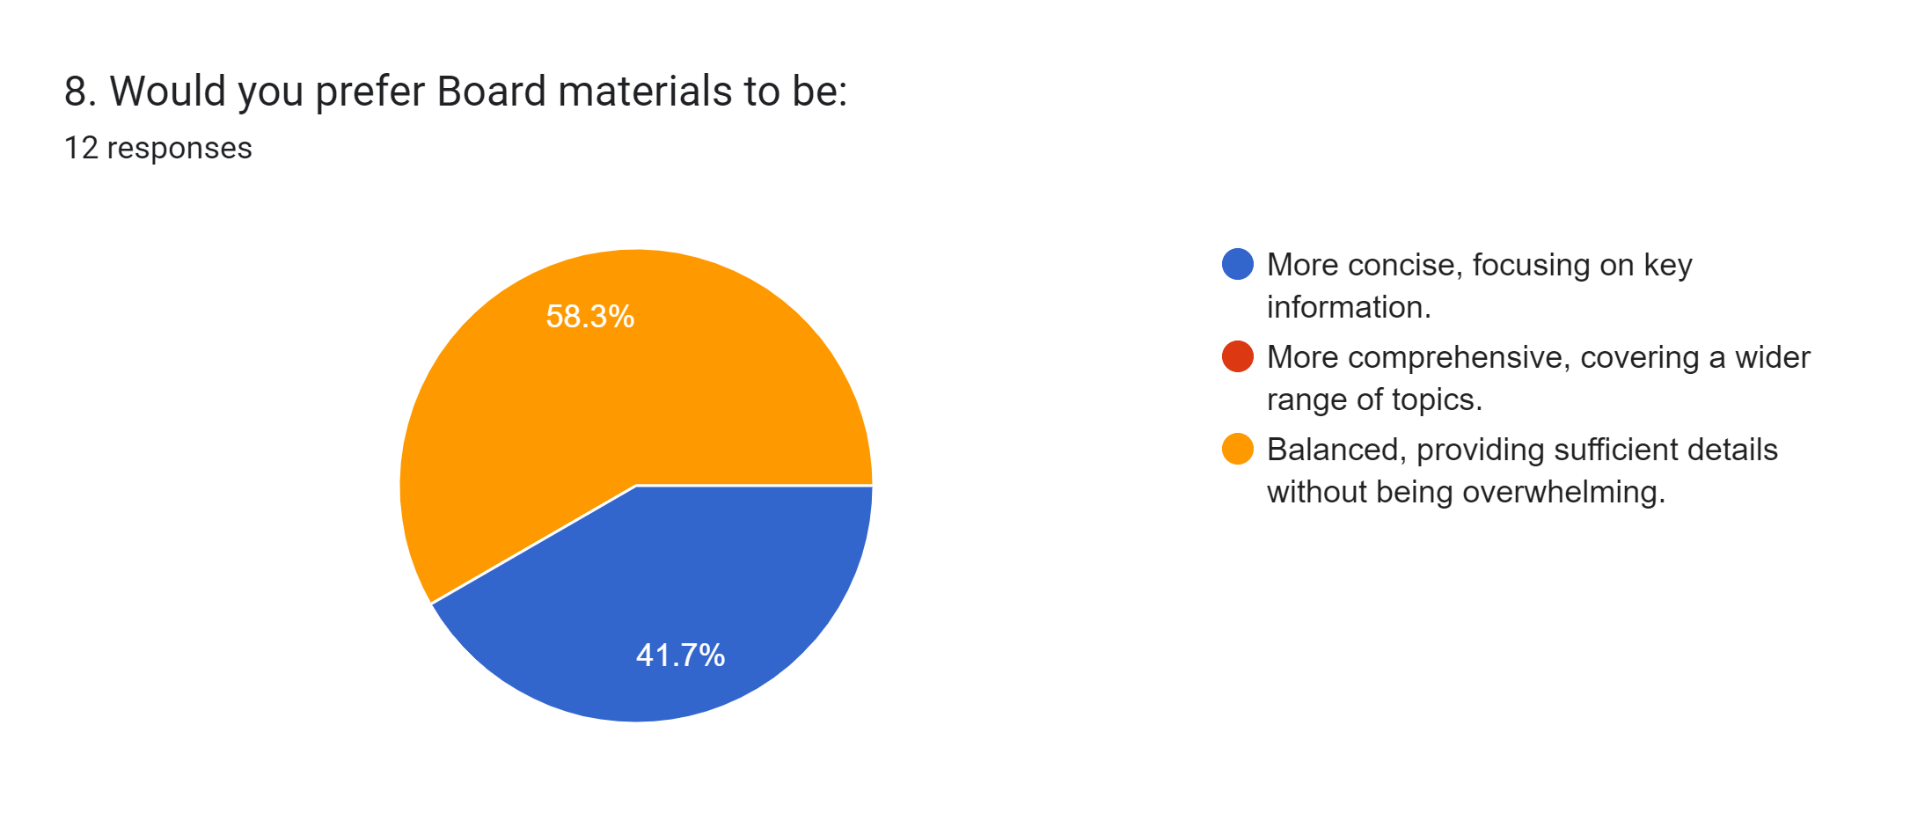 8. Would you prefer Board materials to be:
12 responses
58.3%
41.7%
More concise, focusing on key
information.
More comprehensive, covering a wider
range of topics.
Balanced, providing sufficient details
without being overwhelming.